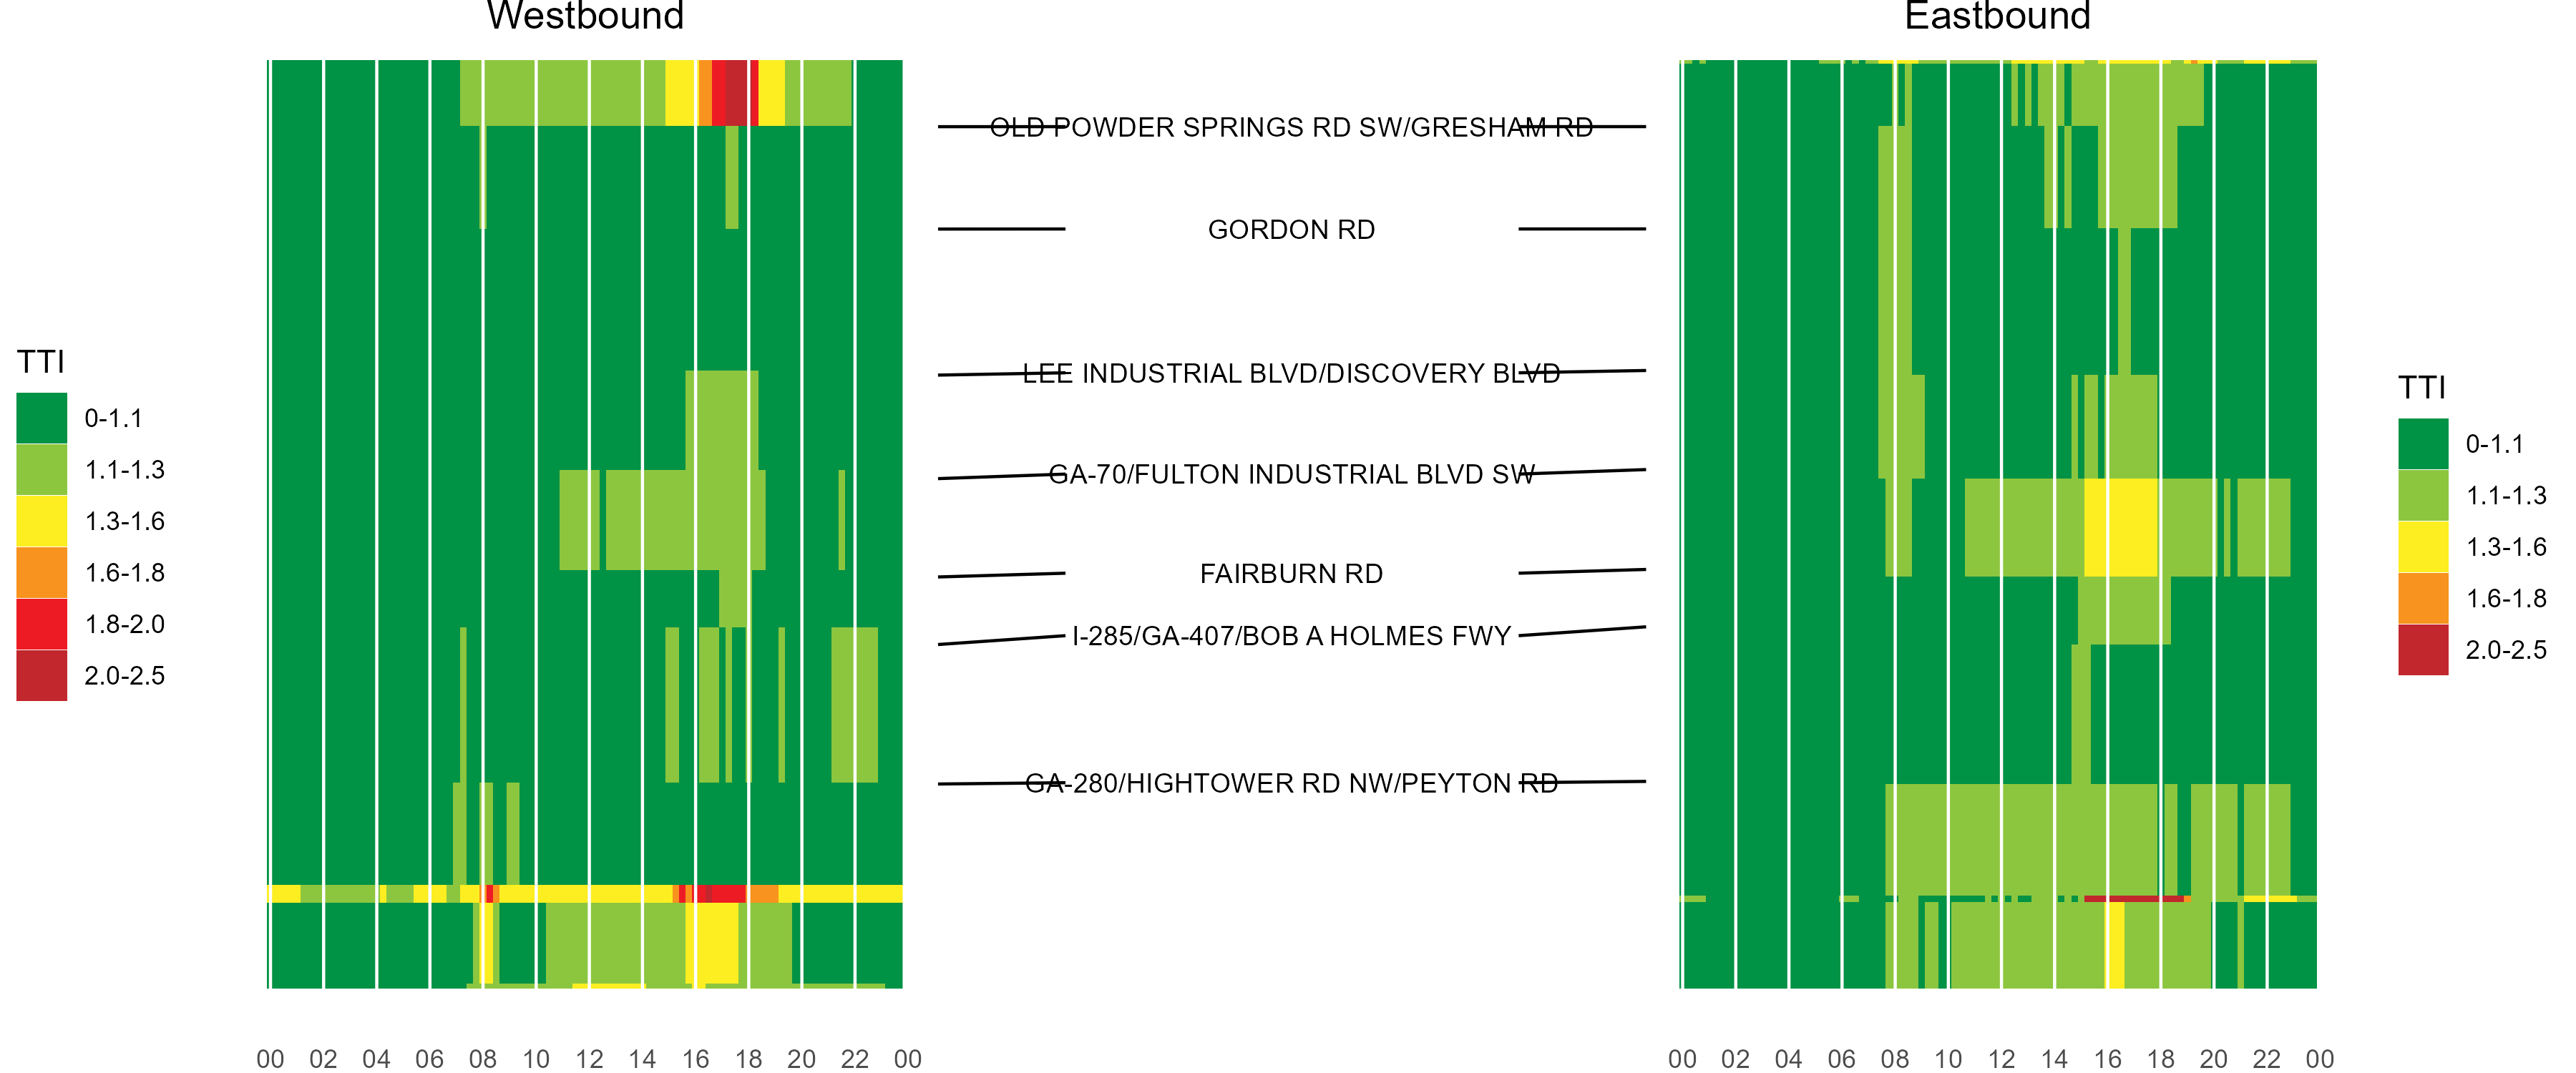 Westbound
Eastbound
OLD POWDER SPRINGS RD SW/GRESHAM RD
GORDON RD
LEE INDUSTRIAL BLVD/DISCOVERY BLVD
GA-70/FULTON INDUSTRIAL BLVD SW
FAIRBURN RD
I-285/GA-407/BOB A HOLMES FWY
GA-280/HIGHTOWER RD NW/PEYTON RD
TTI
0-1.1
1.1-1.3
1.3-1.6
1.6-1.8
1.8-2.0
2.0-2.5
TTI
0-1.1
1.1-1.3
1.3-1.6
1.6-1.8
2.0-2.5
00 02 04 06 08 10 12 14 16 18 20 22 00
00 02 04 06 08 10 12 14 16 18 20 22 00